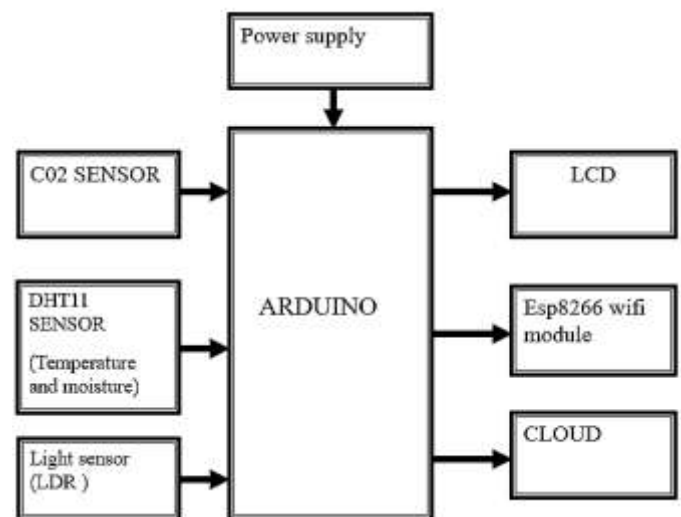 Power supply
C02 SENSOR
LCD
DHT11
SENSOR
(Temperature
and moisture)
ARDUINO
Esp8266 wifi
module
Light sensor
(LDR )
CLOUD